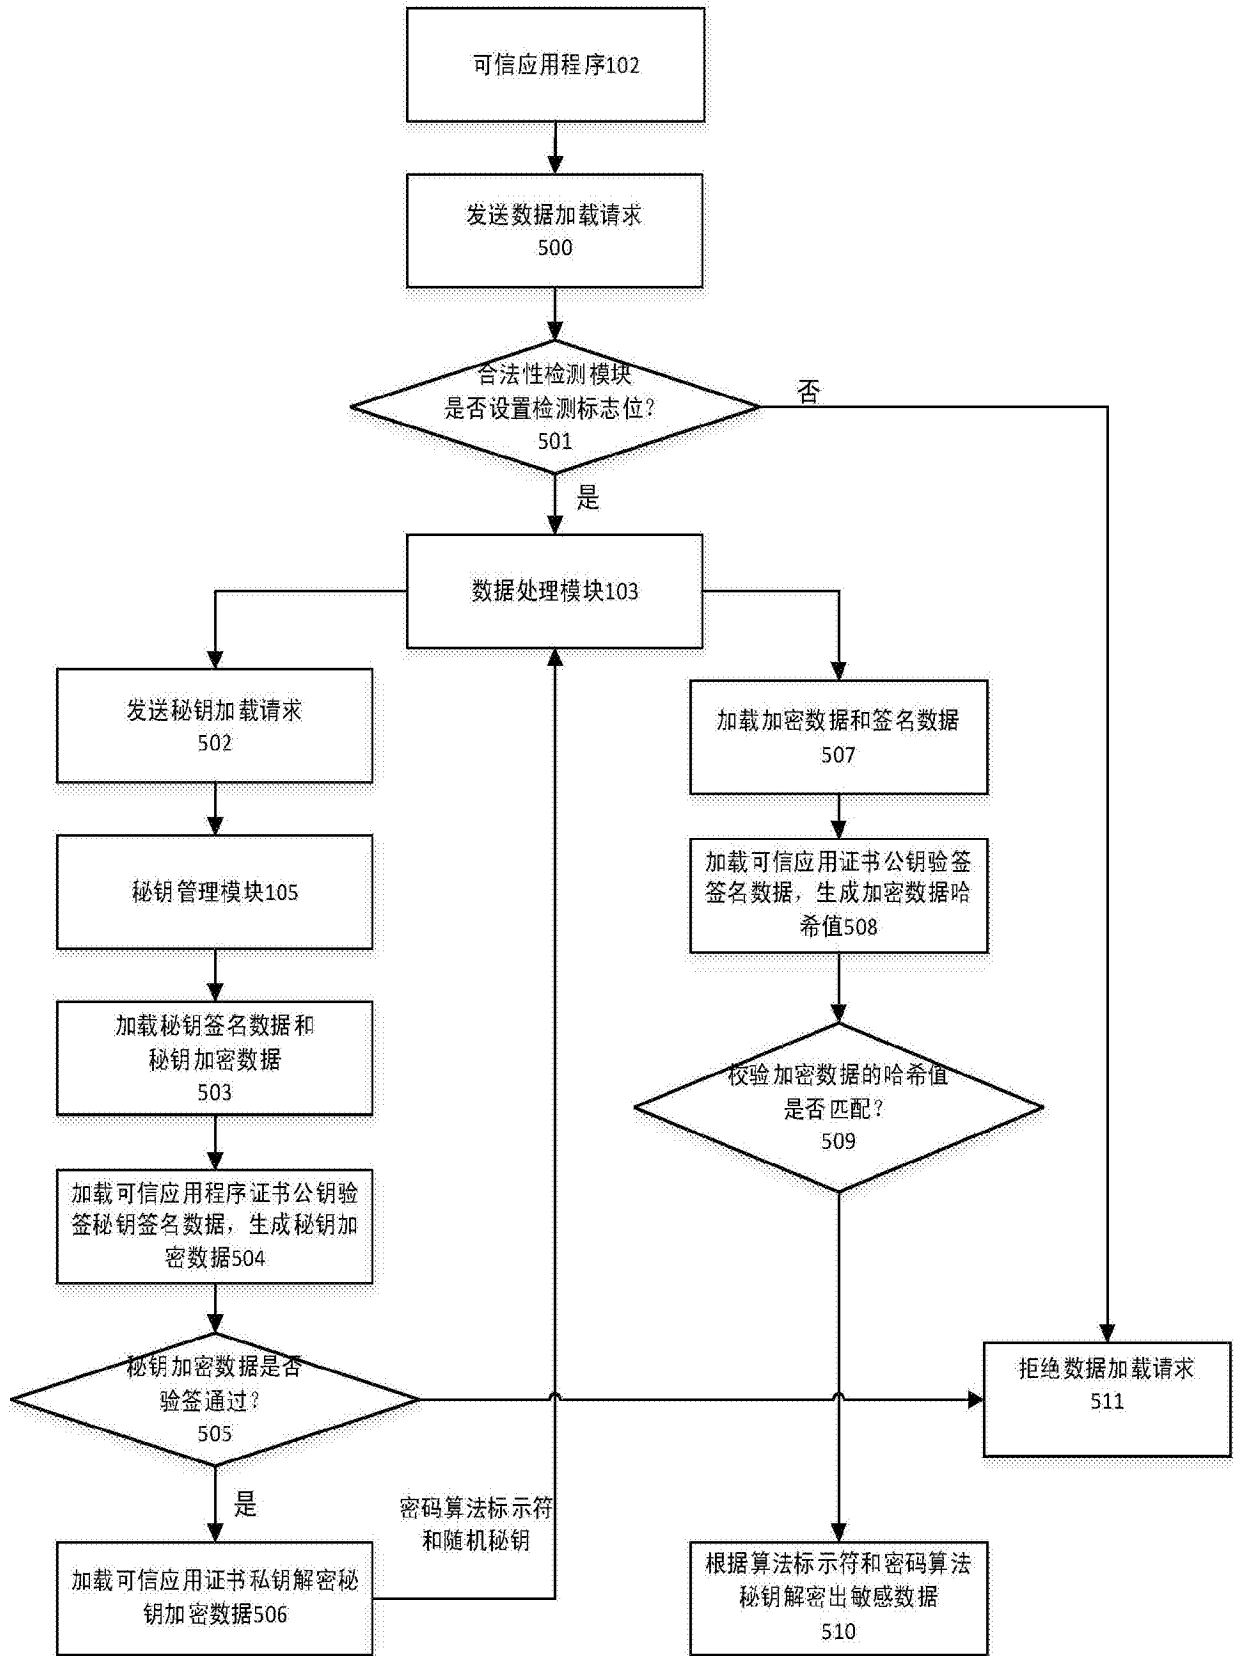 可信应用程序102
发送数据加载请求
500
合法性检测模块
是否设置检测标志位？
501
否
是
数据处理模块103
发送秘钥加载请求
502
秘钥管理模块105
加载秘钥签名数据和
秘钥加密数据
503
加载可信应用程序证书公钥验
签秘钥签名数据，生成秘钥加
密数据504
秘钥加密数据是否
验签通过？
505
是
加载可信应用证书私钥解密秘
钥加密数据506
密码算法标示符
和随机秘钥
加载加密数据和签名数据
507
加载可信应用证书公钥验签
签名数据，生成加密数据哈
希值508
校验加密数据的哈希值
是否匹配？
509
根据算法标示符和密码算法
秘钥解密出敏感数据
510
拒绝数据加载请求
511